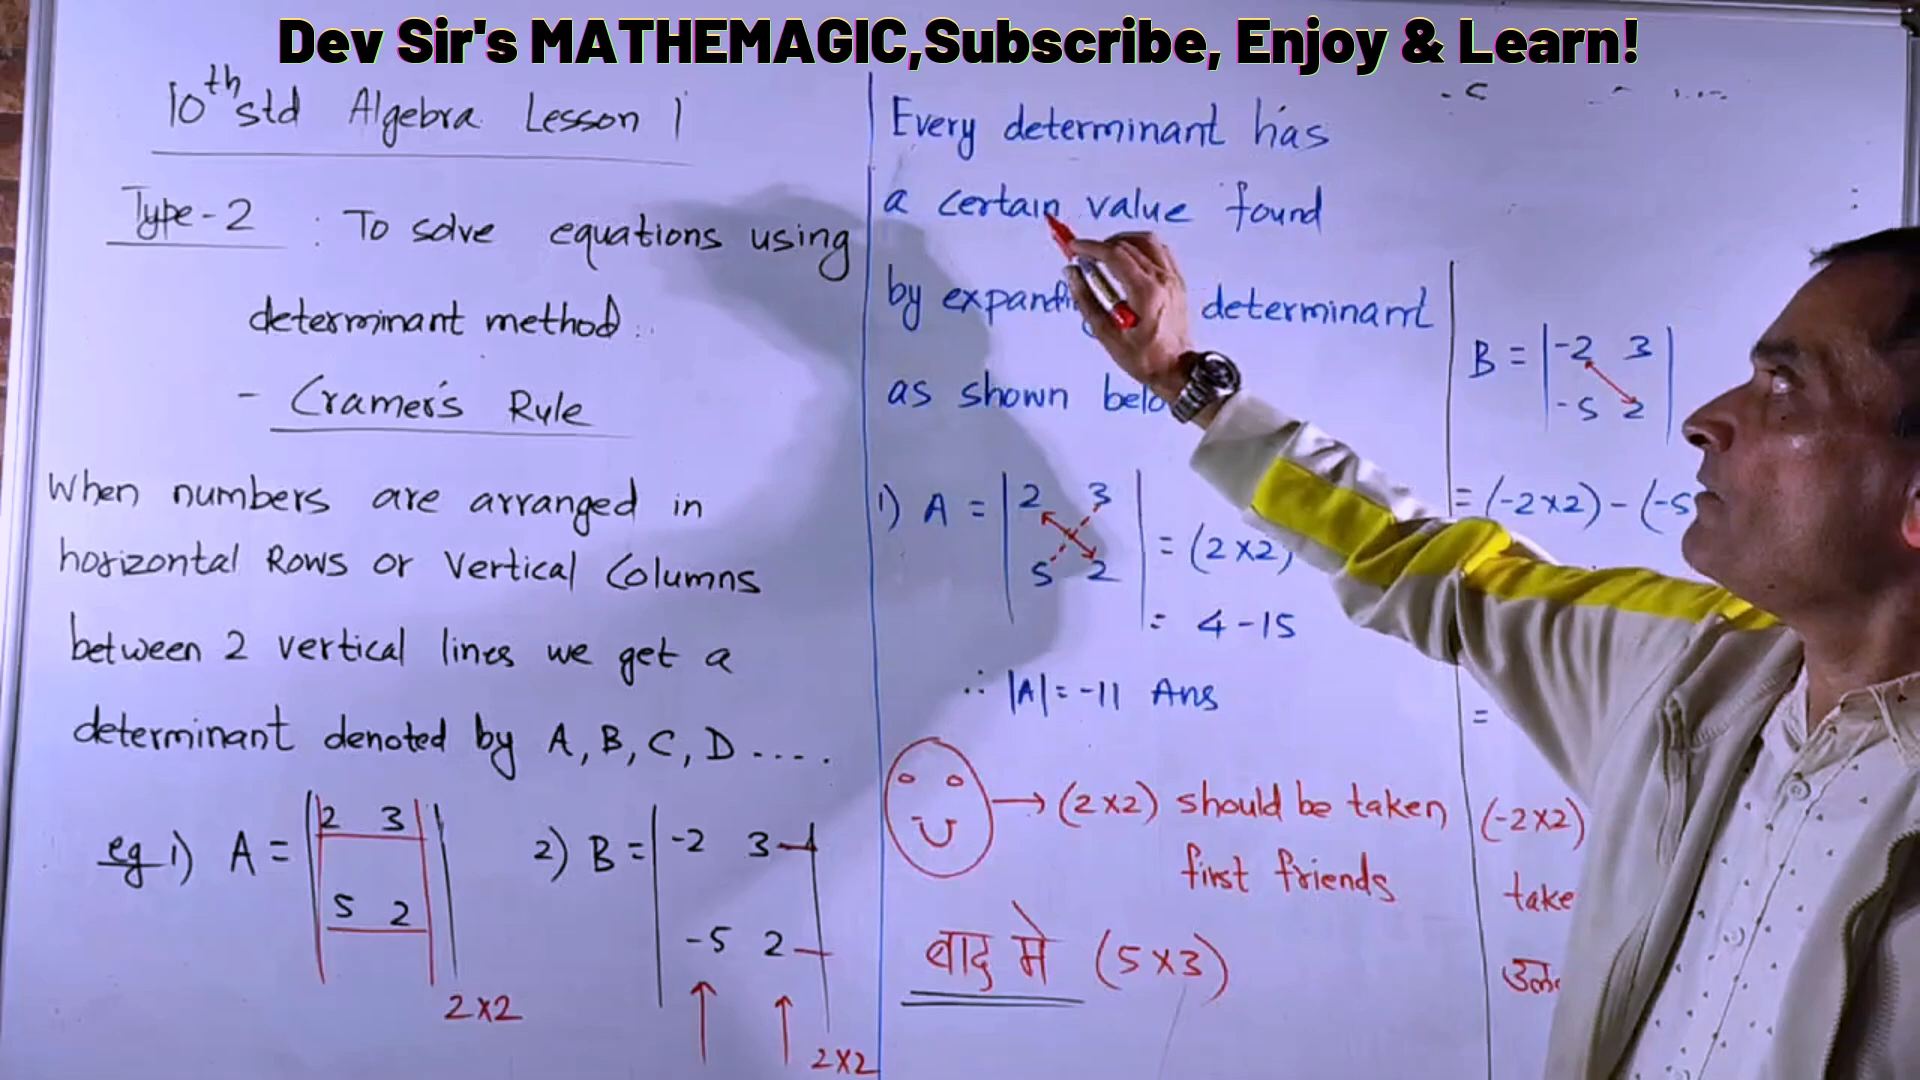 Dev Sir's MATHEMAGIC,Subscribe, Enjoy & Learn!
10th std Algebra Lesson 1
Type-2 : To solve equations using
determinant method
- Cramer's Rule
When numbers are arranged in
horizontal Rows or Vertical Columns
between 2 vertical lines we get a
determinant denoted by A, B, C, D ....
eg 1) A = | 2 3 |
| 5 2 |
2x2
2) B = | -2 3 |
| -5 2 |
2x2
Every determinant has
a certain value found
by determinant
as shown
1) A = | 2 3 |
| 5 2 |
= (2x2)
= 4-15
∴ |A| = -11 Ans
→ (2x2) should be taken
first friends
बाद मे (5x3)
B = | -2 3 |
| -5 2 |
= (-2x2) - (-5
=
(-2x2)
take